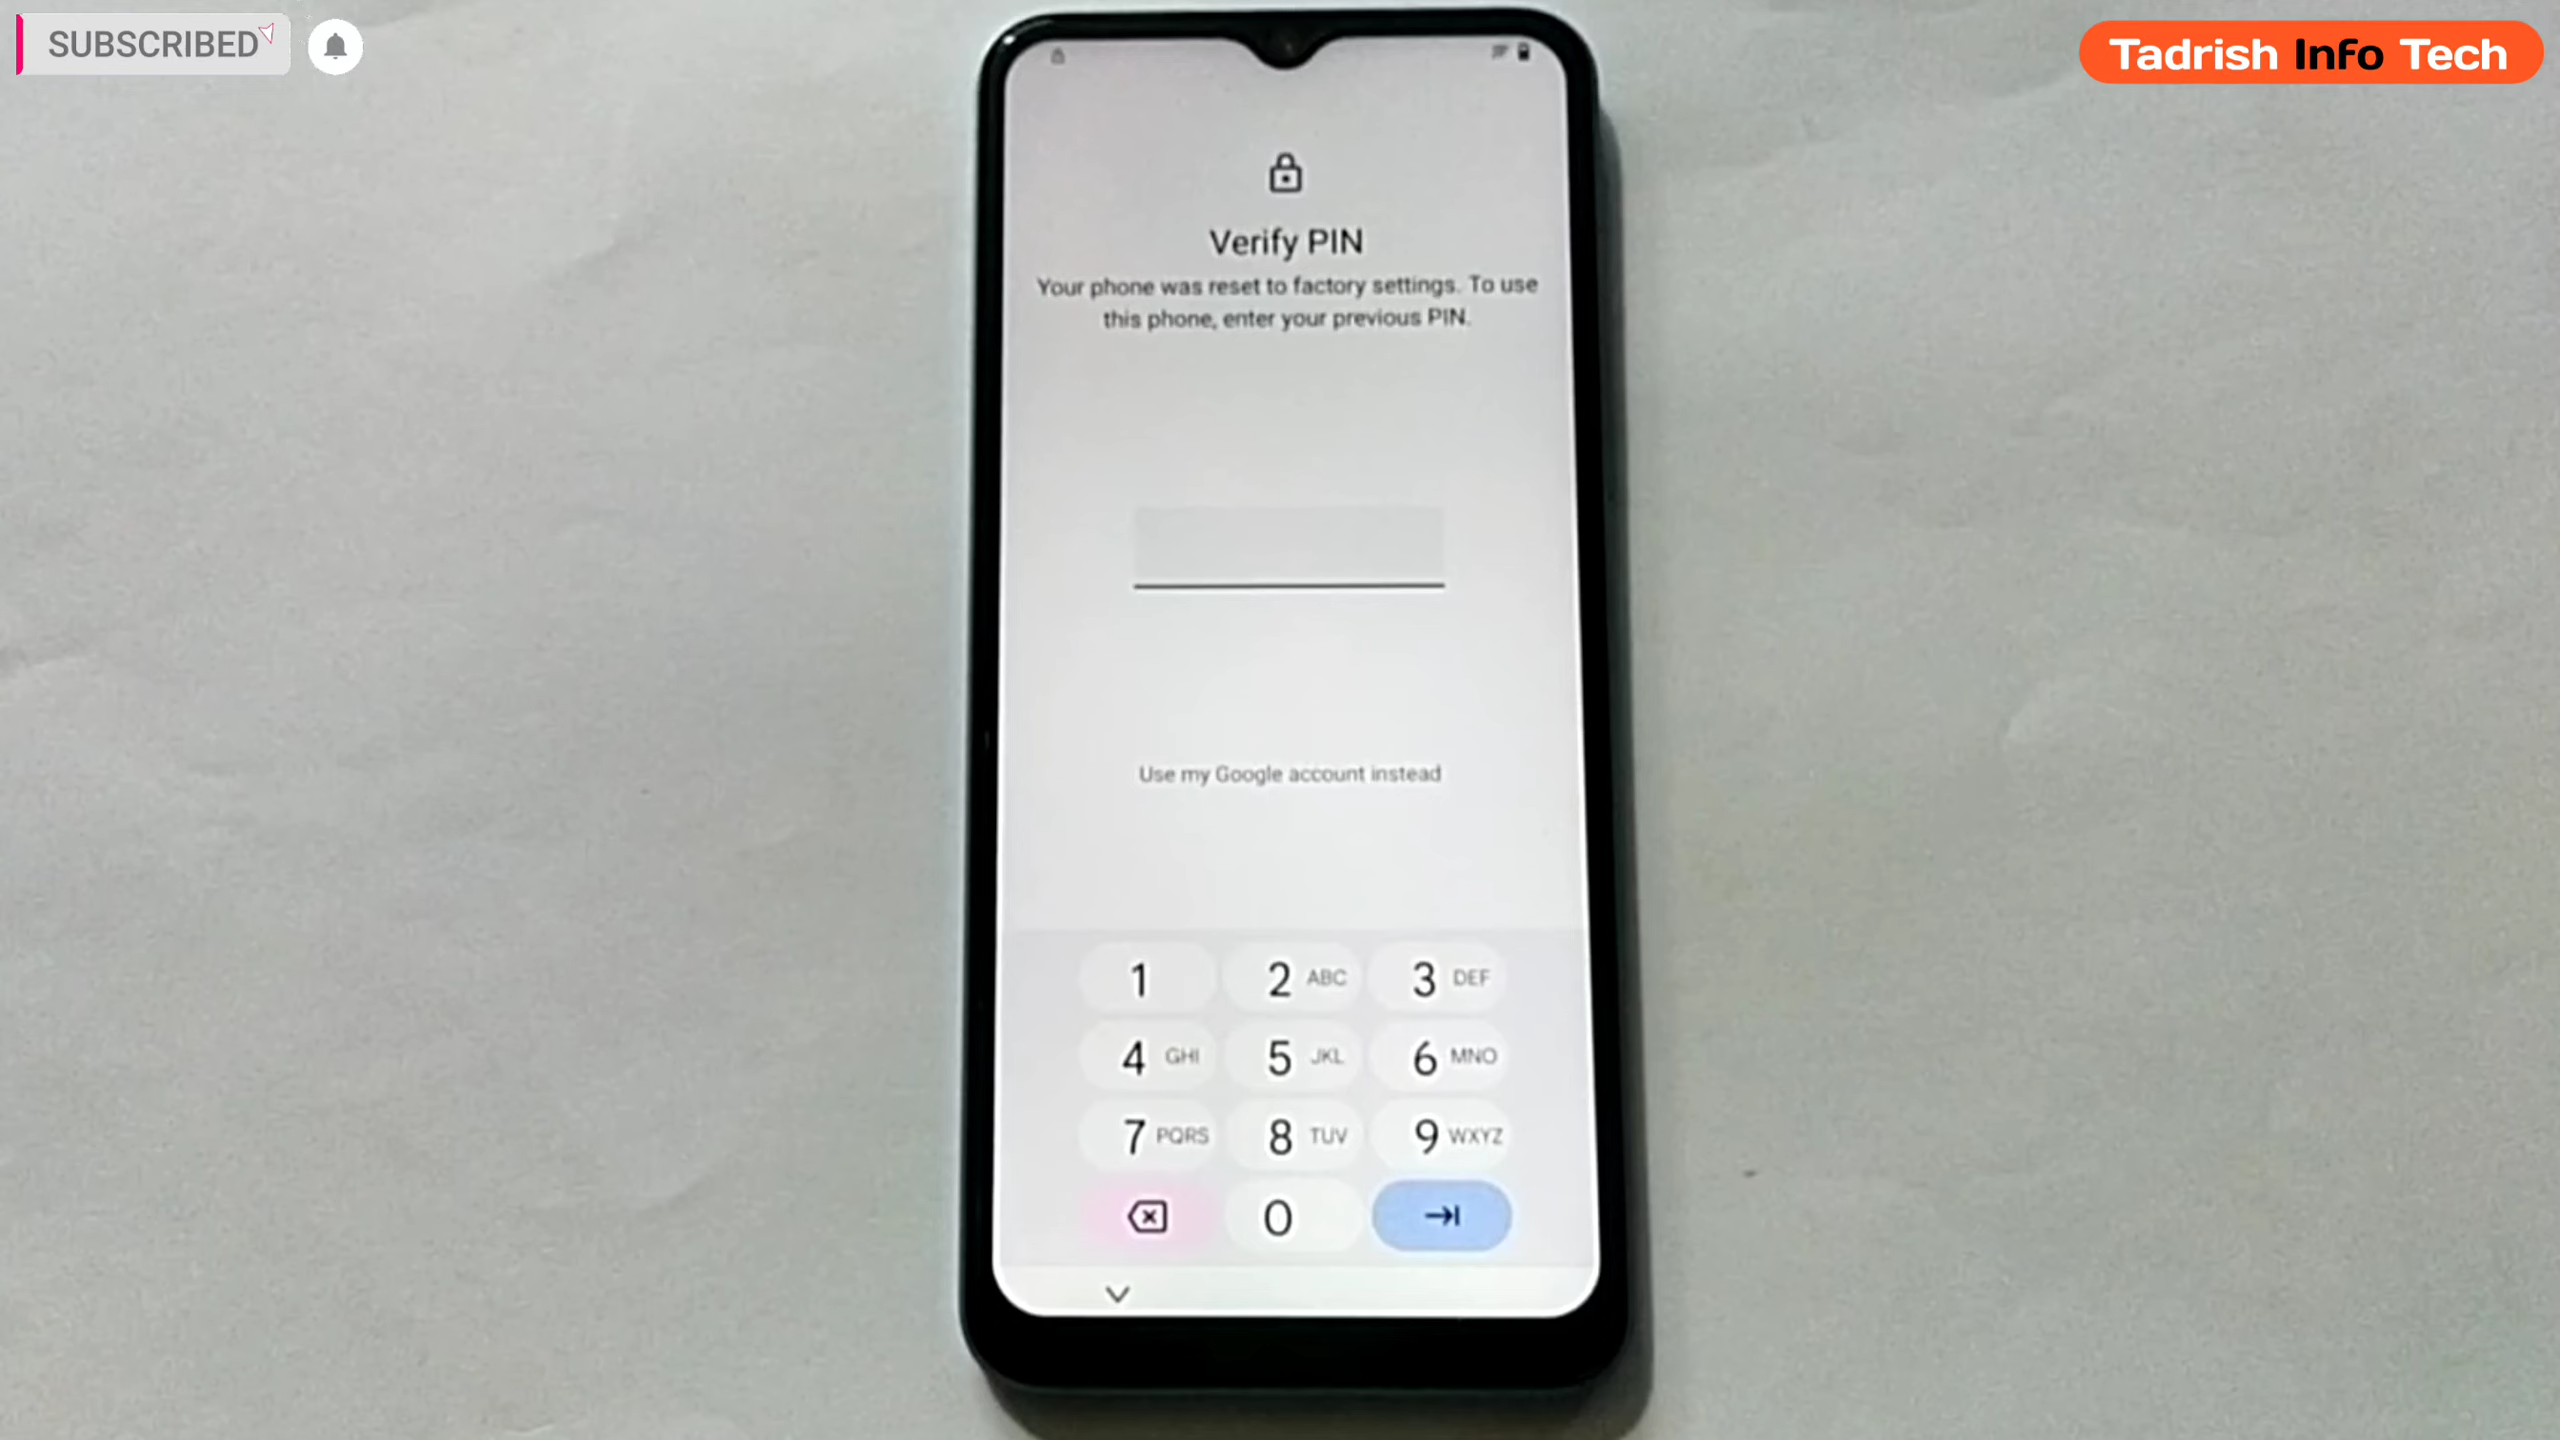 SUBSCRIBED
Tadrish Info Tech
Verify PIN
Your phone was reset to factory settings. To use
this phone, enter your previous PIN.
Use my Google account instead
1
2 ABC
3 DEF
4 GHI
5 JKL
6 MNO
7 PQRS
8 TUV
9 WXYZ
0